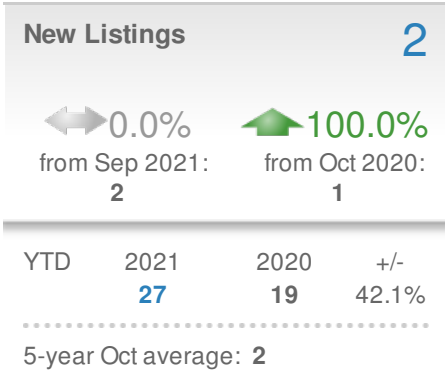 New Listings 2
0.0% 100.0%
from Sep 2021: from Oct 2020:
2 1
YTD 2021 2020 +/-
27 19 42.1%
5-year Oct average: 2